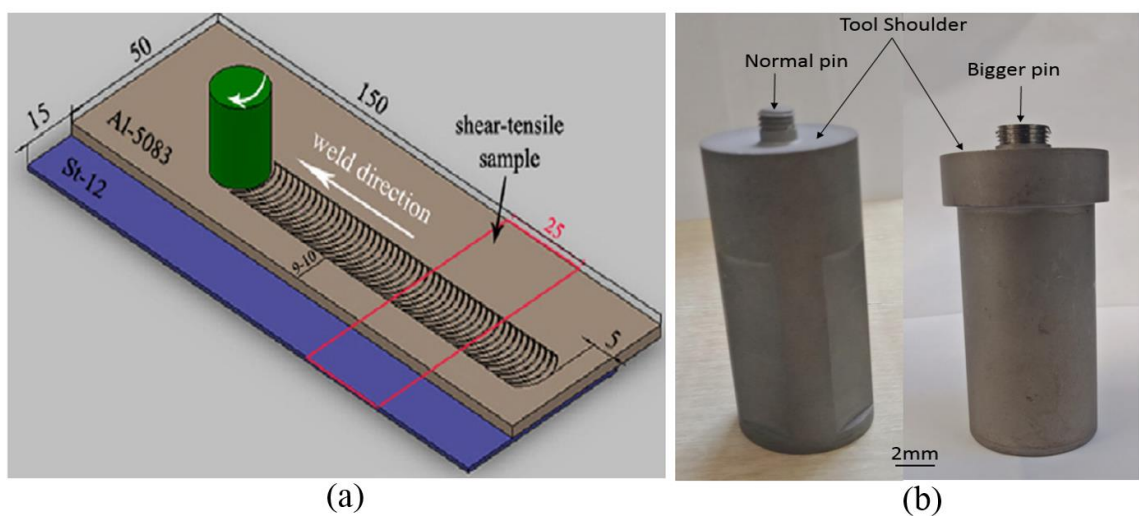 50
15
150
Al-5083
St-12
weld direction
shear-tensile
sample
25
9-10
5
(a)
Tool Shoulder
Normal pin
Bigger pin
2mm
(b)